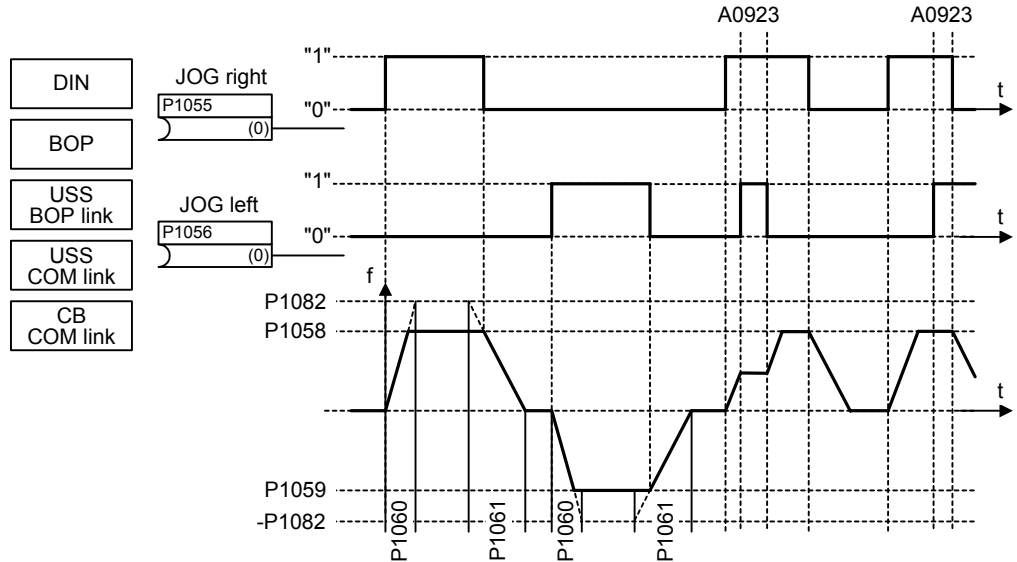 A0923 A0923
DIN
BOP
USS
BOP link
USS
COM link
CB
COM link
JOG right
P1055
(0)
"1"
"0"
t
JOG left
P1056
(0)
"1"
"0"
t
f
P1082
P1058
t
P1059
-P1082
P1060
P1061
P1060
P1061